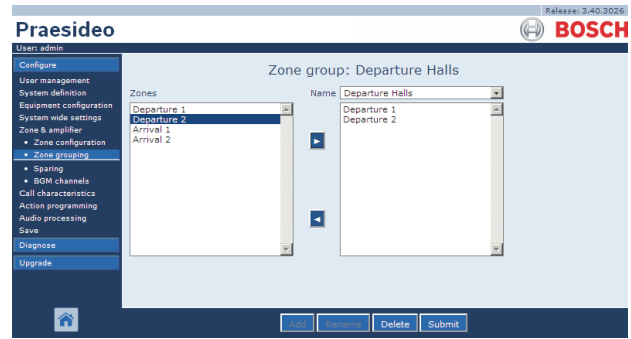 Release: 3.40.3026
Praesideo
BOSCH
User: admin
Configure
User management
System definition
Equipment configuration
System wide settings
Zone & amplifier
• Zone configuration
• Zone grouping
• Sparing
• BGM channels
Call characteristics
Action programming
Audio processing
Save
Diagnose
Upgrade
Zone group: Departure Halls
Zones
Departure 1
Departure 2
Arrival 1
Arrival 2
Name Departure Halls
Departure 1
Departure 2
Add Rename Delete Submit